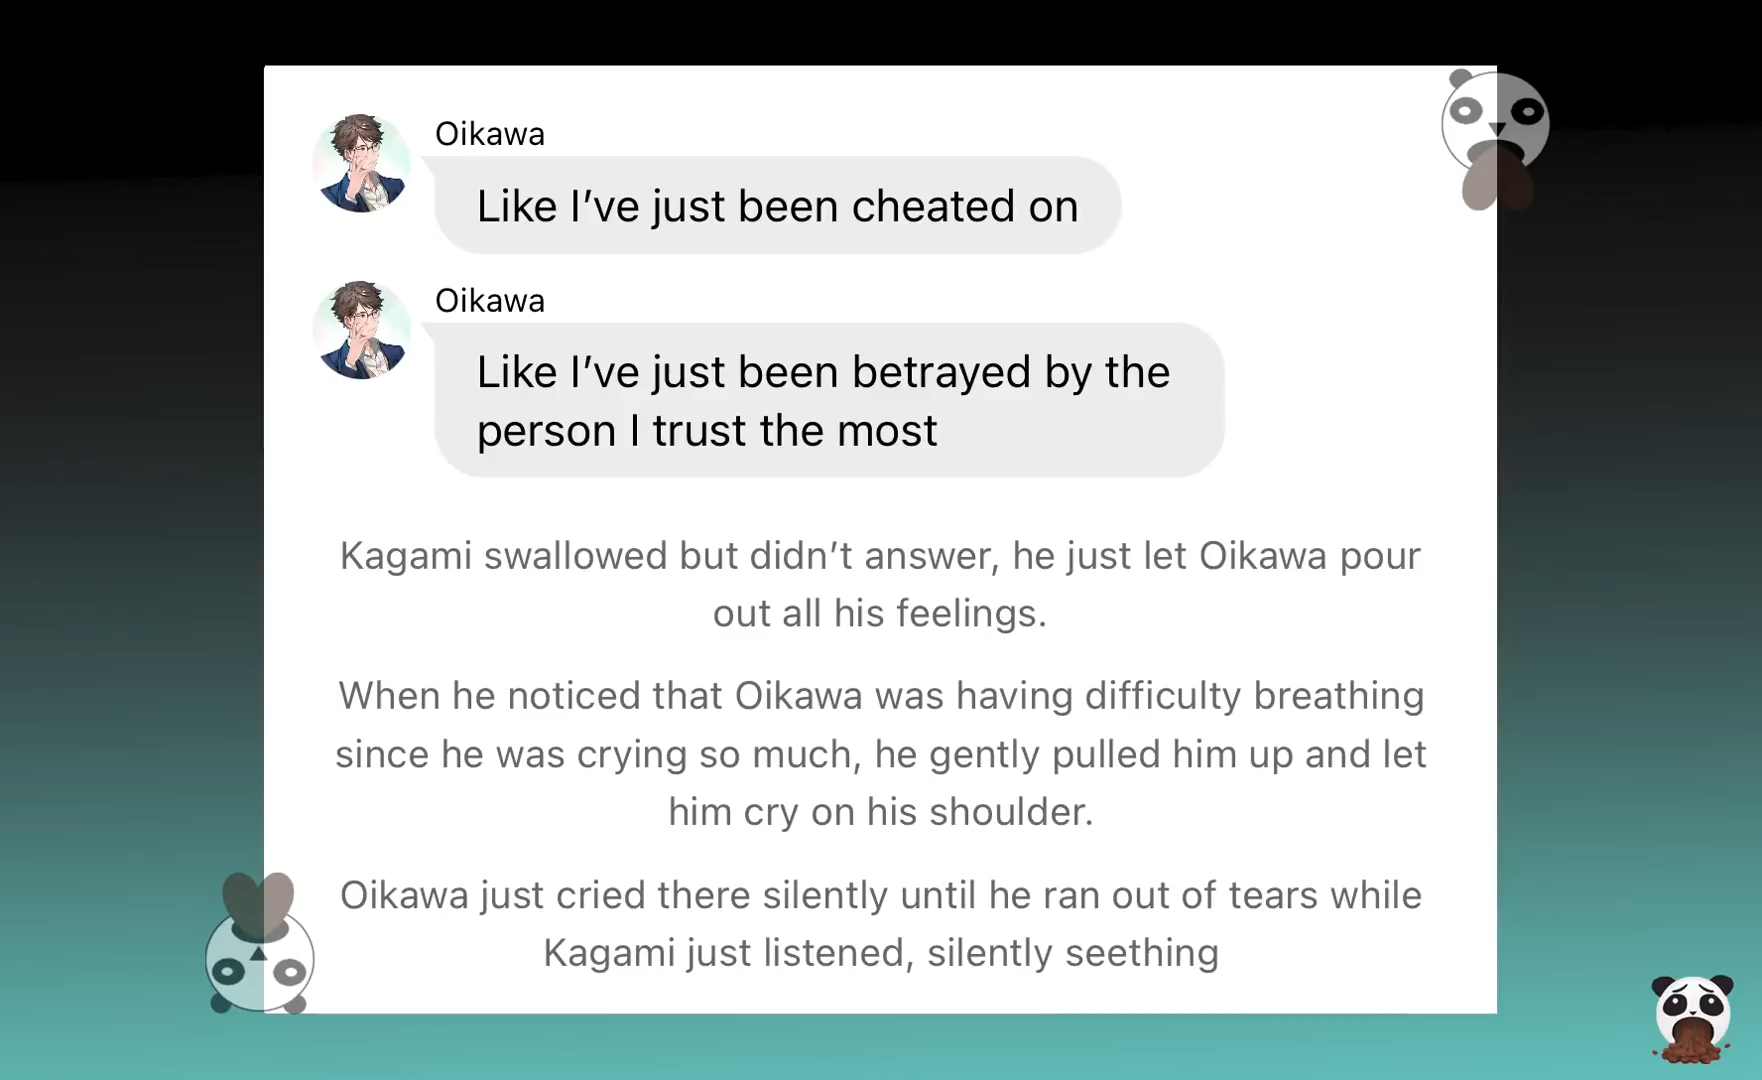 Oikawa
Like I’ve just been cheated on
Oikawa
Like I’ve just been betrayed by the
person I trust the most
Kagami swallowed but didn’t answer, he just let Oikawa pour
out all his feelings.
When he noticed that Oikawa was having difficulty breathing
since he was crying so much, he gently pulled him up and let
him cry on his shoulder.
Oikawa just cried there silently until he ran out of tears while
Kagami just listened, silently seething